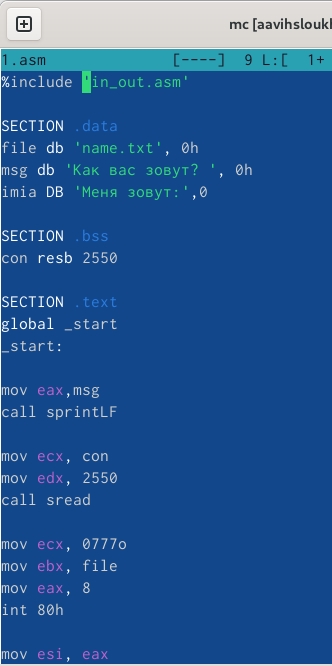 mc [aavihsloukh
1.asm [----] 9 L:[ 1+
%include 'in_out.asm'
SECTION .data
file db 'name.txt', 0h
msg db 'Как вас зовут? ', 0h
imia DB 'Меня зовут:',0
SECTION .bss
con resb 2550
SECTION .text
global _start
_start:
mov eax,msg
call sprintLF
mov ecx, con
mov edx, 2550
call sread
mov ecx, 0777o
mov ebx, file
mov eax, 8
int 80h
mov esi, eax